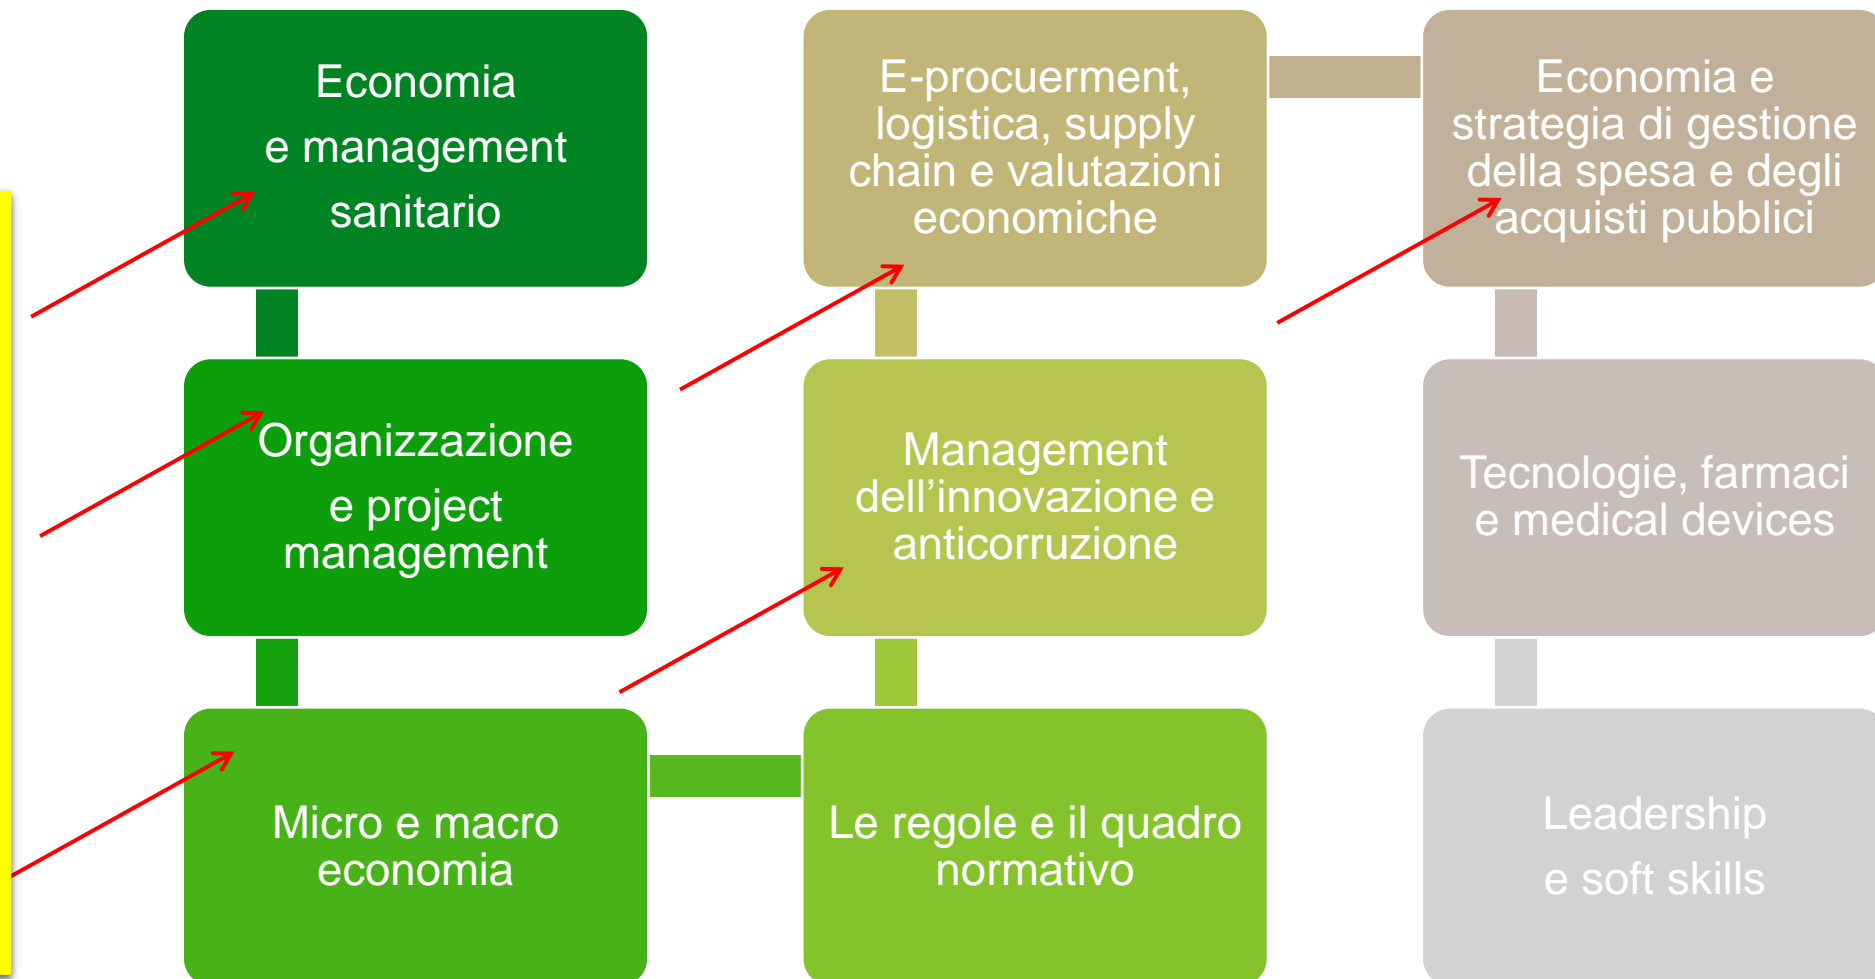 Economia
e management
sanitario
Organizzazione
e project
management
Micro e macro
economia
Le regole e il quadro
normativo
Management
dell’innovazione e
anticorruzione
E-procuerment,
logistica, supply
chain e valutazioni
economiche
Economia e
strategia di gestione
della spesa e degli
acquisti pubblici
Tecnologie, farmaci
e medical devices
Leadership
e soft skills